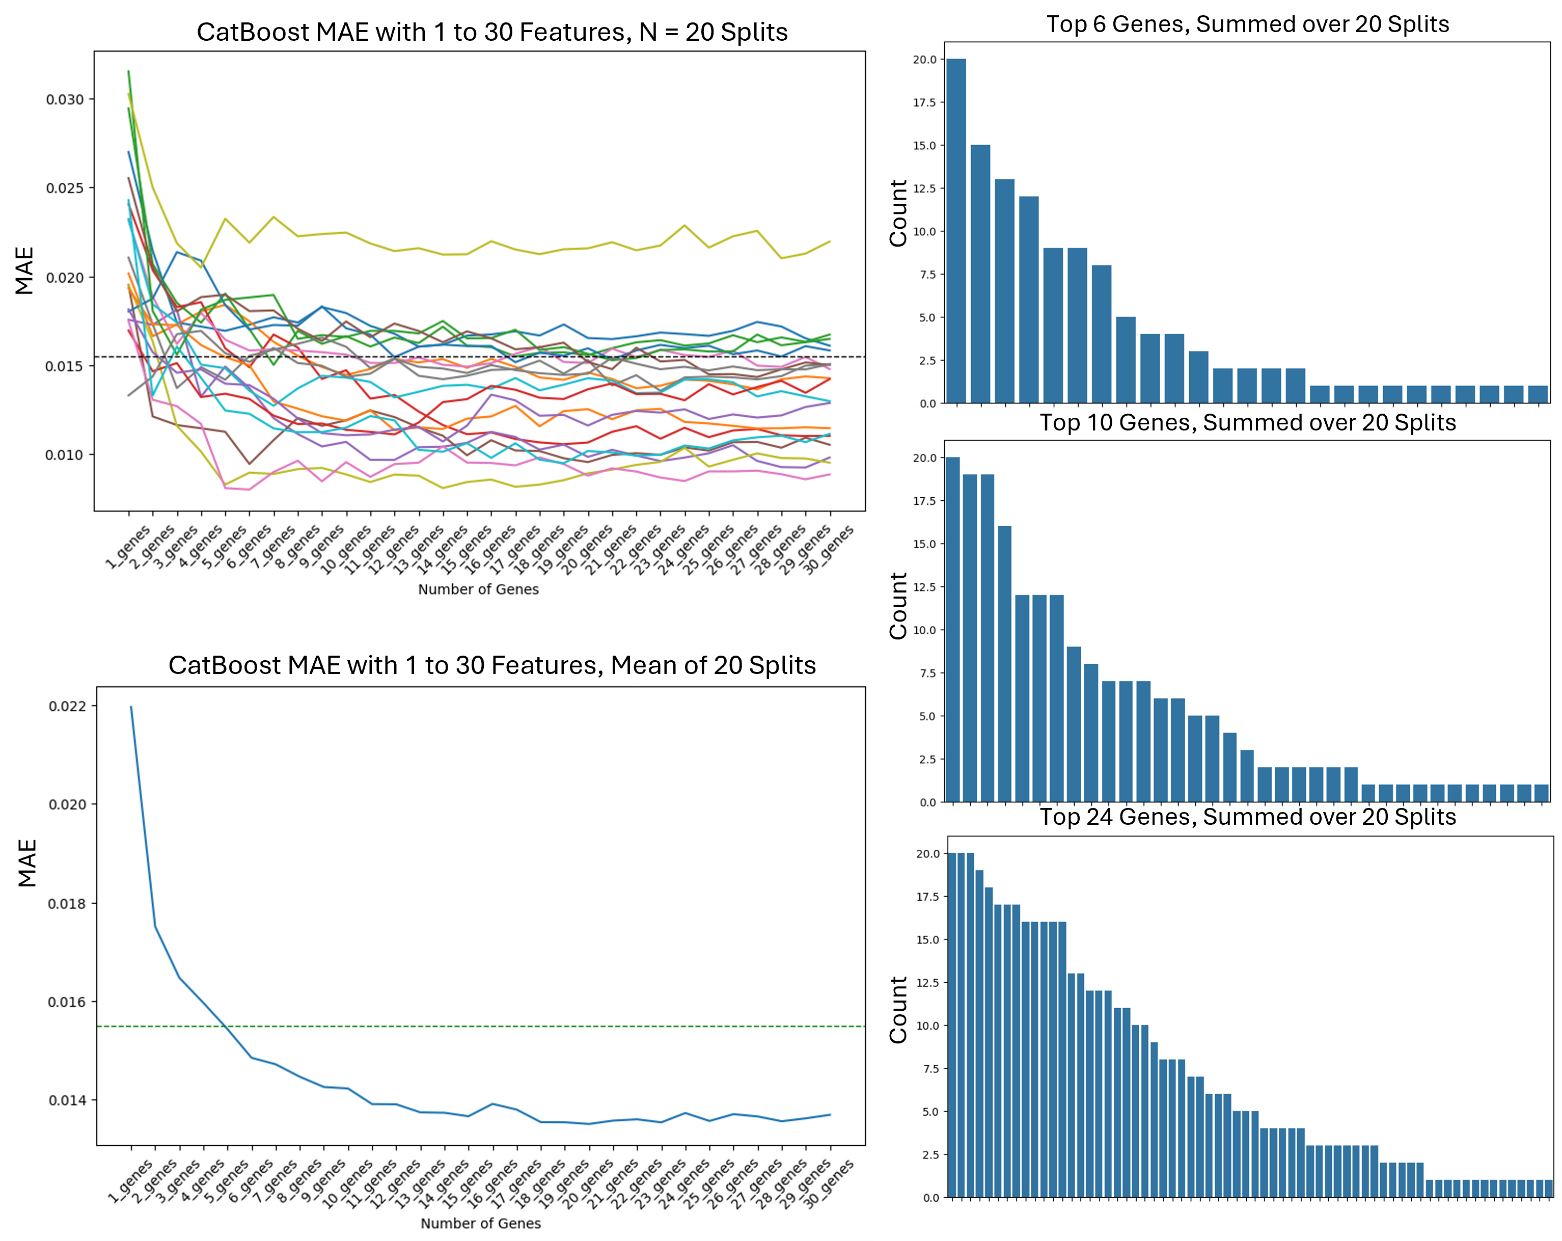 CatBoost MAE with 1 to 30 Features, N = 20 Splits
0.030
0.025
0.020
0.015
0.010
MAE
1_genes
2_genes
3_genes
4_genes
5_genes
6_genes
7_genes
8_genes
9_genes
10_genes
11_genes
12_genes
13_genes
14_genes
15_genes
16_genes
17_genes
18_genes
19_genes
20_genes
21_genes
22_genes
23_genes
24_genes
25_genes
26_genes
27_genes
28_genes
29_genes
30_genes
Number of Genes
CatBoost MAE with 1 to 30 Features, Mean of 20 Splits
0.022
0.020
0.018
0.016
0.014
MAE
1_genes
2_genes
3_genes
4_genes
5_genes
6_genes
7_genes
8_genes
9_genes
10_genes
11_genes
12_genes
13_genes
14_genes
15_genes
16_genes
17_genes
18_genes
19_genes
20_genes
21_genes
22_genes
23_genes
24_genes
25_genes
26_genes
27_genes
28_genes
29_genes
30_genes
Number of Genes
Top 6 Genes, Summed over 20 Splits
20.0
17.5
15.0
12.5
10.0
7.5
5.0
2.5
0.0
Count
Top 10 Genes, Summed over 20 Splits
20.0
17.5
15.0
12.5
10.0
7.5
5.0
2.5
0.0
Count
Top 24 Genes, Summed over 20 Splits
20.0
17.5
15.0
12.5
10.0
7.5
5.0
2.5
0.0
Count